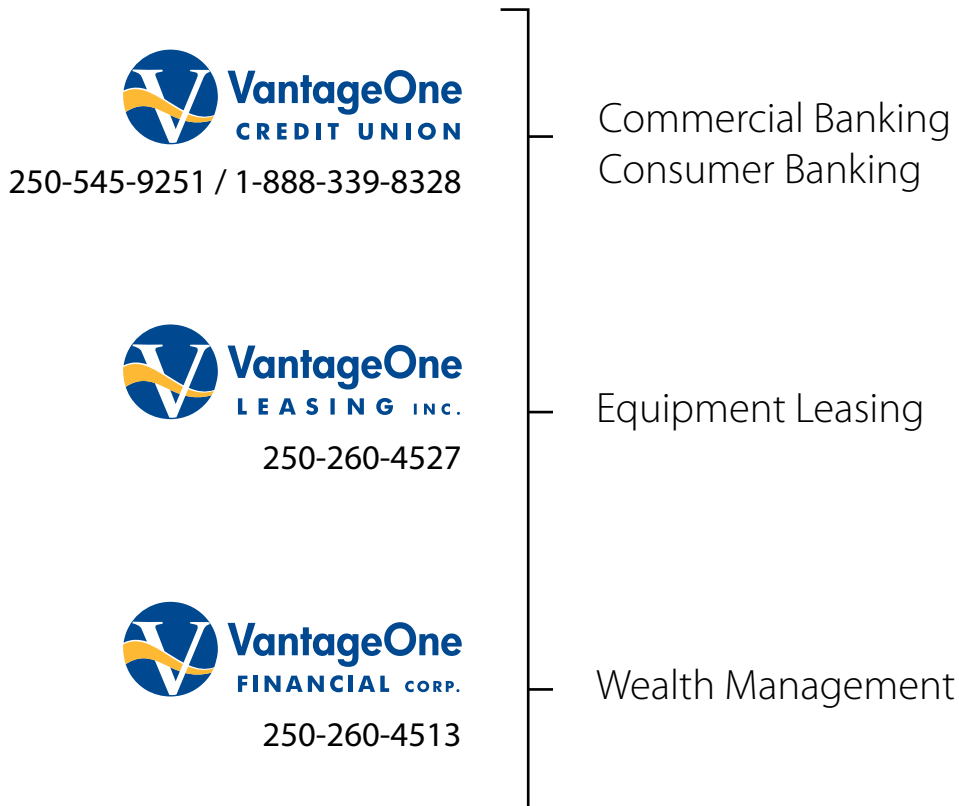 VantageOne
CREDIT UNION
250-545-9251 / 1-888-339-8328
Commercial Banking
Consumer Banking
VantageOne
LEASING INC.
250-260-4527
Equipment Leasing
VantageOne
FINANCIAL CORP.
250-260-4513
Wealth Management